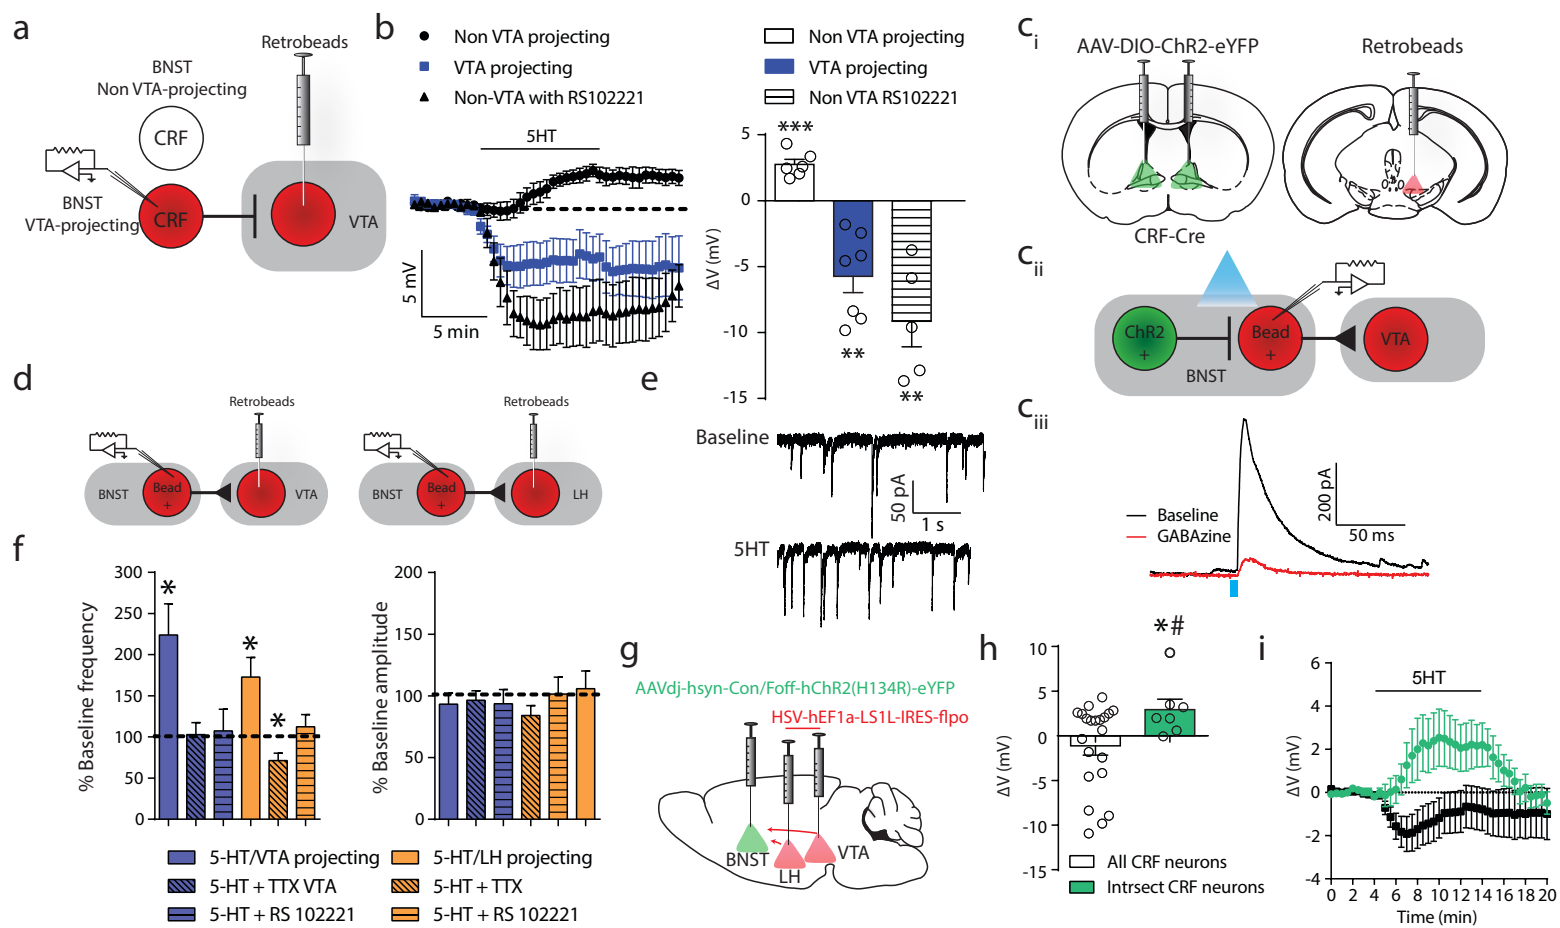 a
Retrobeads
BNST
Non VTA-projecting
CRF
CRF
BNST
VTA-projecting
VTA
b
Non VTA projecting
VTA projecting
Non-VTA with RS102221
5HT
5 mV
5 min
Non VTA projecting
VTA projecting
Non VTA RS102221
ΔV (mV)
5
0
-5
-10
-15
***
**
**
ci
AAV-DIO-ChR2-eYFP
Retrobeads
CRF-Cre
cii
ChR2
+
Bead
+
VTA
BNST
ciii
Baseline
GABAzine
200 pA
50 ms
d
Retrobeads
BNST
Bead
+
VTA
Retrobeads
BNST
Bead
+
LH
e
Baseline
50 pA
1 s
5HT
f
% Baseline frequency
300
250
200
150
100
50
0
*
*
*
% Baseline amplitude
200
150
100
50
0
5-HT/VTA projecting
5-HT + TTX VTA
5-HT + RS 102221
5-HT/LH projecting
5-HT + TTX
5-HT + RS 102221
g
AAVdj-hsyn-Con/Foff-hChR2(H134R)-eYFP
HSV-hEF1a-LS1L-IRES-flpo
BNST
LH
VTA
h
*#
ΔV (mV)
10
5
0
-5
-10
-15
All CRF neurons
Intrsect CRF neurons
i
5HT
ΔV (mV)
6
4
2
0
-2
-4
0 2 4 6 8 10 12 14 16 18 20
Time (min)